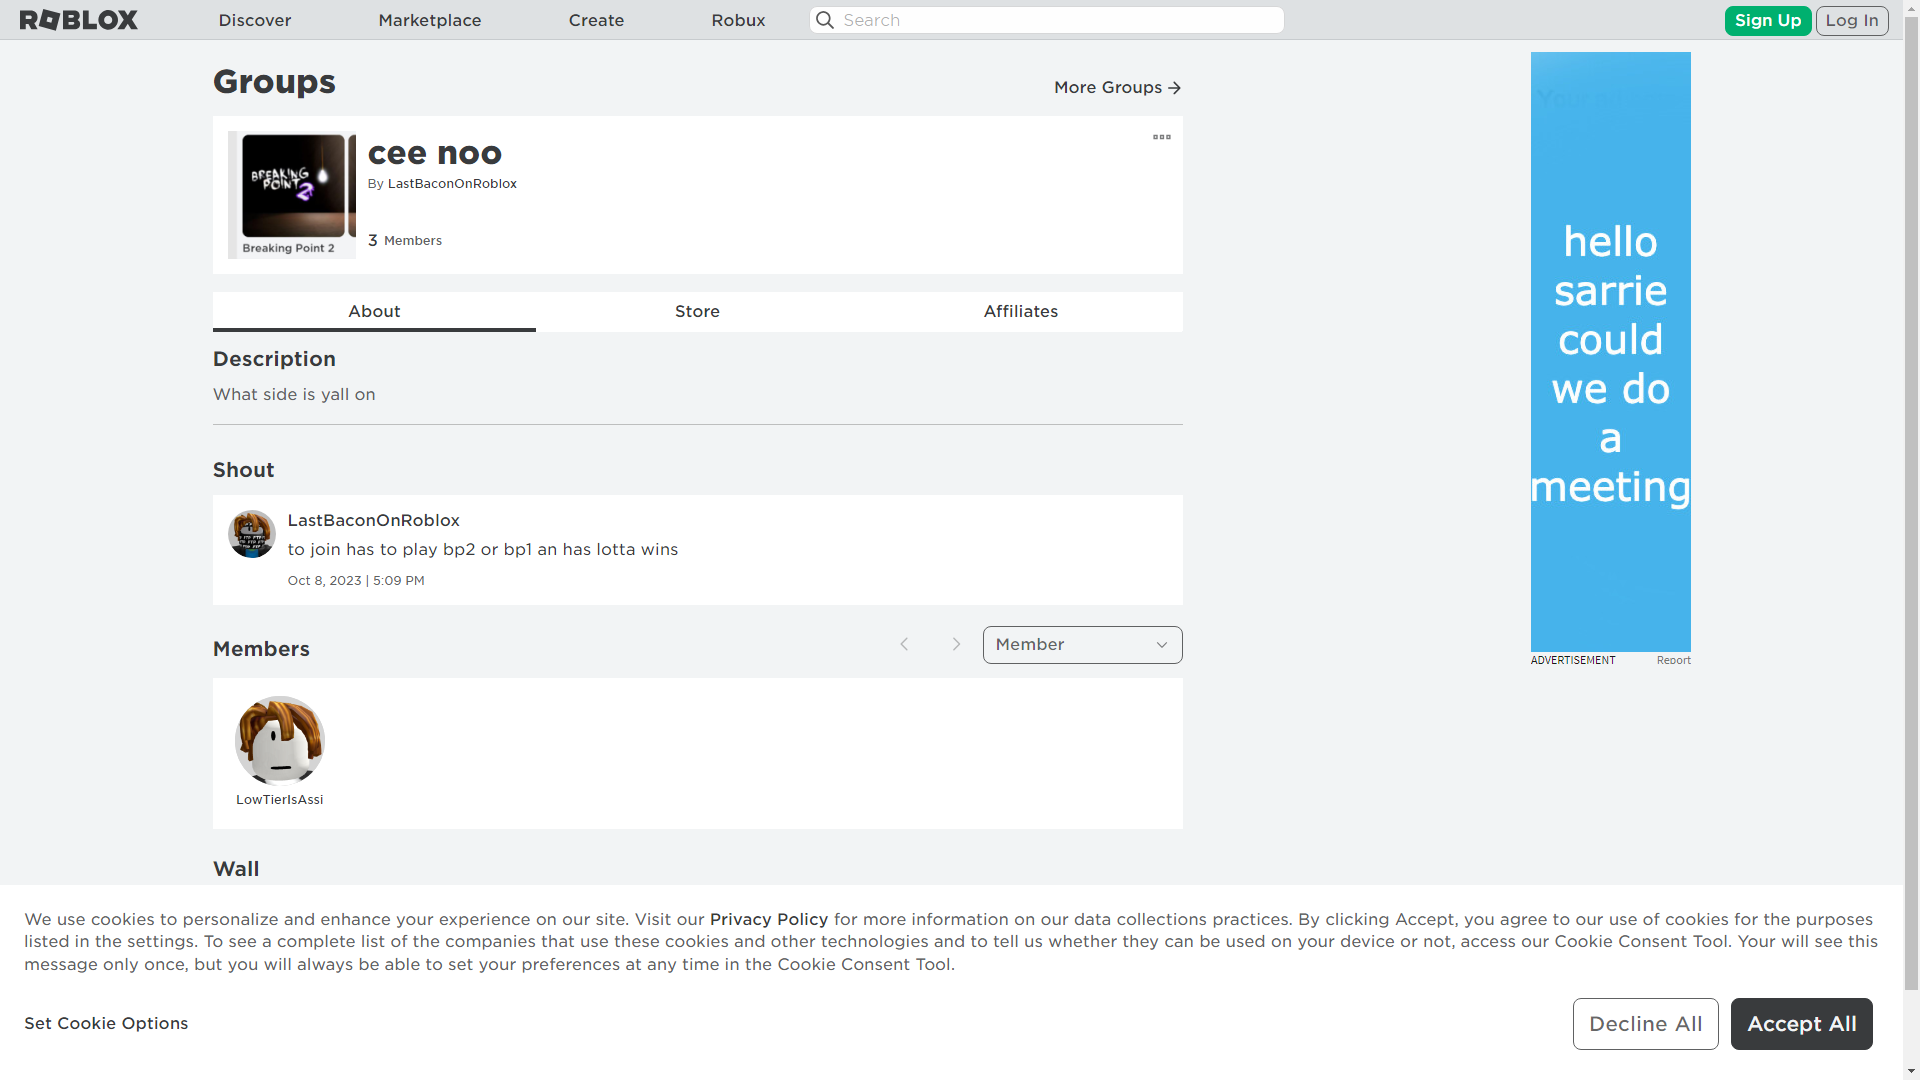 ROBLOX
Discover
Marketplace
Create
Robux
Search
Sign Up
Log In
Groups
More Groups
BREAKING
POINT 2
Breaking Point 2
cee noo
By LastBaconOnRoblox
3 Members
About
Store
Affiliates
Description
What side is yall on
Shout
LastBaconOnRoblox
to join has to play bp2 or bp1 an has lotta wins
Oct 8, 2023 | 5:09 PM
Members
Member
LowTierIsAssi
Wall
hello
sarrie
could
we do
a
meeting
ADVERTISEMENT
Report
We use cookies to personalize and enhance your experience on our site. Visit our Privacy Policy for more information on our data collections practices. By clicking Accept, you agree to our use of cookies for the purposes
listed in the settings. To see a complete list of the companies that use these cookies and other technologies and to tell us whether they can be used on your device or not, access our Cookie Consent Tool. Your will see this
message only once, but you will always be able to set your preferences at any time in the Cookie Consent Tool.
Set Cookie Options
Decline All
Accept All